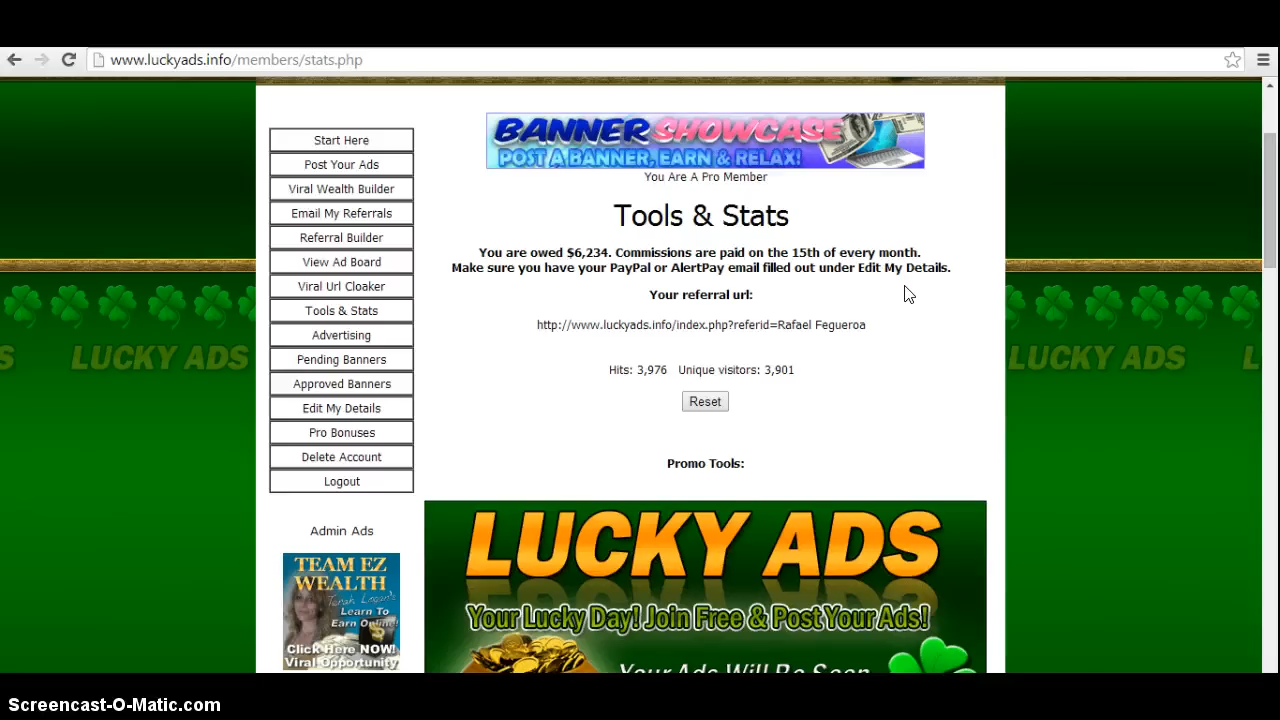 www.luckyads.info/members/stats.php
BANNER SHOWCASE
POST A BANNER, EARN & RELAX!
You Are A Pro Member
Tools & Stats
You are owed $6,234. Commissions are paid on the 15th of every month.
Make sure you have your PayPal or AlertPay email filled out under Edit My Details.
Your referral url:
http://www.luckyads.info/index.php?referid=Rafael Fegueroa
Hits: 3,976 Unique visitors: 3,901
Reset
Promo Tools:
Start Here
Post Your Ads
Viral Wealth Builder
Email My Referrals
Referral Builder
View Ad Board
Viral Url Cloaker
Tools & Stats
Advertising
Pending Banners
Approved Banners
Edit My Details
Pro Bonuses
Delete Account
Logout
Admin Ads
TEAM EZ
WEALTH
Learn To
Earn Online!
Click Here NOW!
Viral Opportunity
LUCKY ADS
Your Lucky Day! Join Free & Post Your Ads!
Your Ads Will Be Seen
LUCKY ADS
LUCKY ADS
Screencast-O-Matic.com